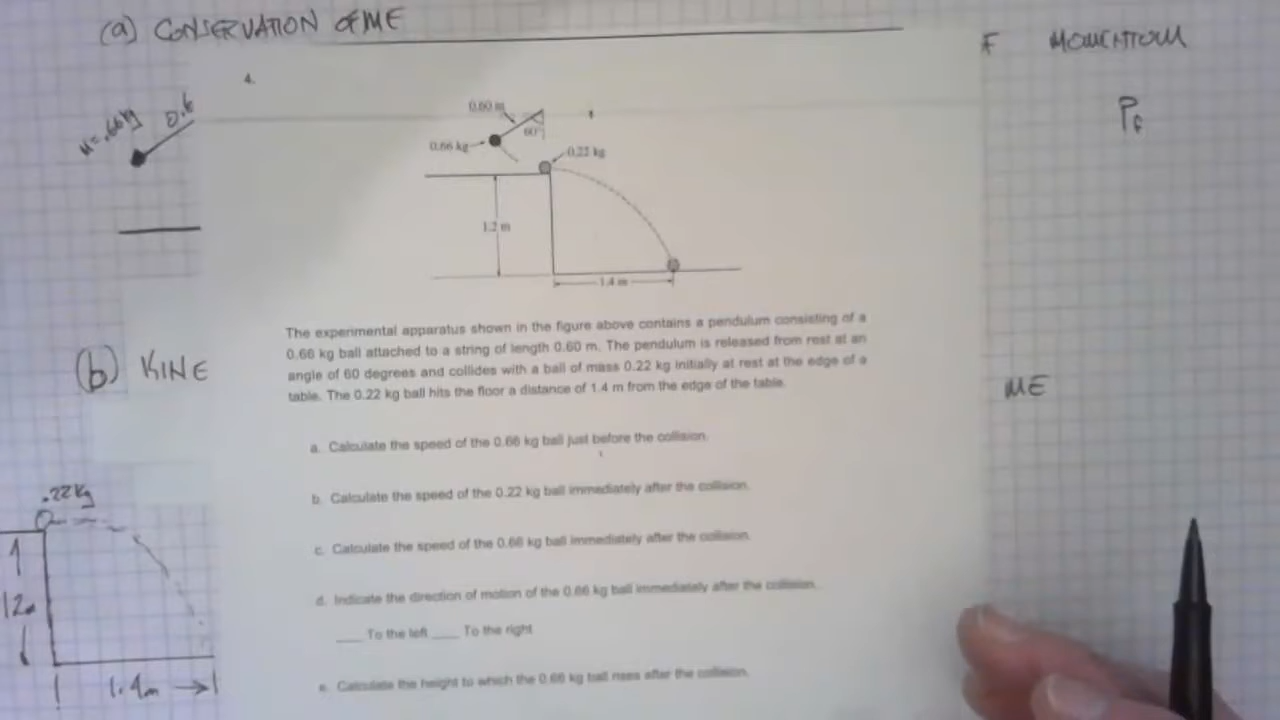 (a) CONSERVATION OF ME
MOMENTUM
4.
M=.66kg
0.6
0.60 m
60°
0.66 kg
0.22 kg
P
1.2 m
1.4 m
The experimental apparatus shown in the figure above contains a pendulum consisting of a
0.66 kg ball attached to a string of length 0.60 m. The pendulum is released from rest at an
angle of 60 degrees and collides with a ball of mass 0.22 kg initially at rest at the edge of a
table. The 0.22 kg ball hits the floor a distance of 1.4 m from the edge of the table.
(b) KINE
ME
a. Calculate the speed of the 0.66 kg ball just before the collision.
b. Calculate the speed of the 0.22 kg ball immediately after the collision.
c. Calculate the speed of the 0.66 kg ball immediately after the collision.
d. Indicate the direction of motion of the 0.66 kg ball immediately after the collision.
____ To the left ____ To the right
e. Calculate the height to which the 0.66 kg ball rises after the collision.
.22kg
1.4m